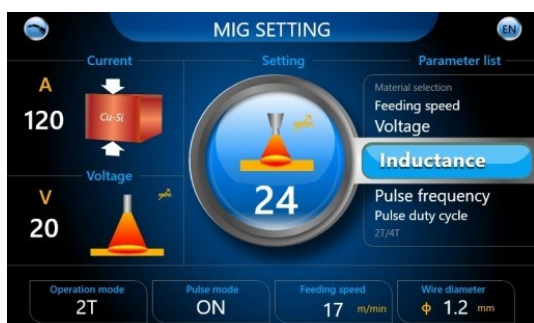 MIG SETTING
EN
Current
A
120
Cu-Si
Voltage
V
20
Setting
24
Parameter list
Material selection
Feeding speed
Voltage
Inductance
Pulse frequency
Pulse duty cycle
2T/4T
Operation mode
2T
Pulse mode
ON
Feeding speed
17 m/min
Wire diameter
ϕ 1.2 mm